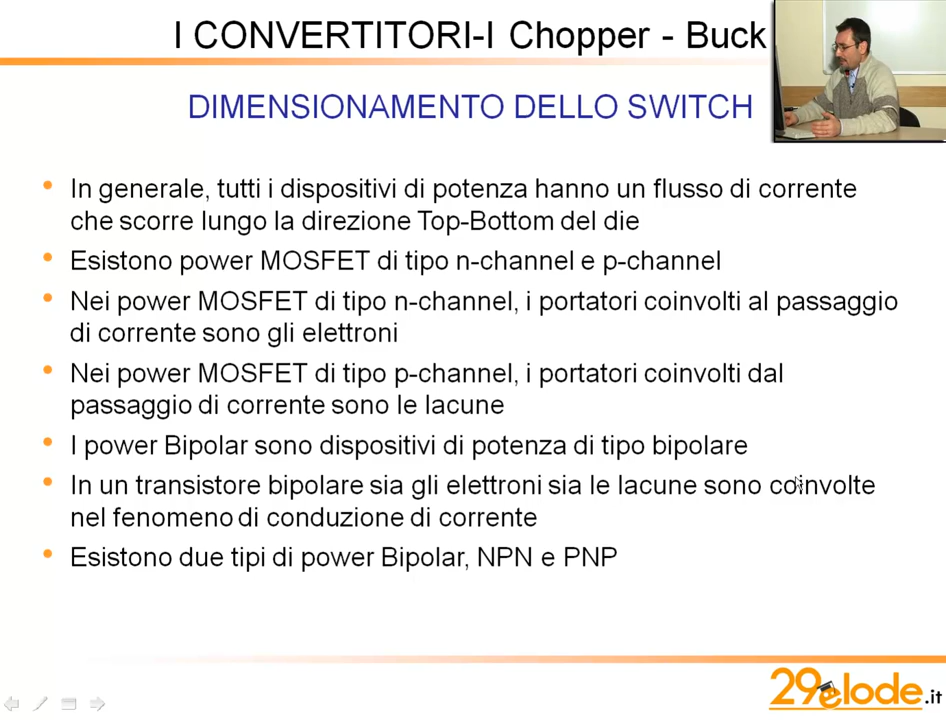 I CONVERTITORI-I Chopper - Buck
DIMENSIONAMENTO DELLO SWITCH
• In generale, tutti i dispositivi di potenza hanno un flusso di corrente
che scorre lungo la direzione Top-Bottom del die
• Esistono power MOSFET di tipo n-channel e p-channel
• Nei power MOSFET di tipo n-channel, i portatori coinvolti al passaggio
di corrente sono gli elettroni
• Nei power MOSFET di tipo p-channel, i portatori coinvolti dal
passaggio di corrente sono le lacune
• I power Bipolar sono dispositivi di potenza di tipo bipolare
• In un transistore bipolare sia gli elettroni sia le lacune sono coinvolte
nel fenomeno di conduzione di corrente
• Esistono due tipi di power Bipolar, NPN e PNP
29elode.it